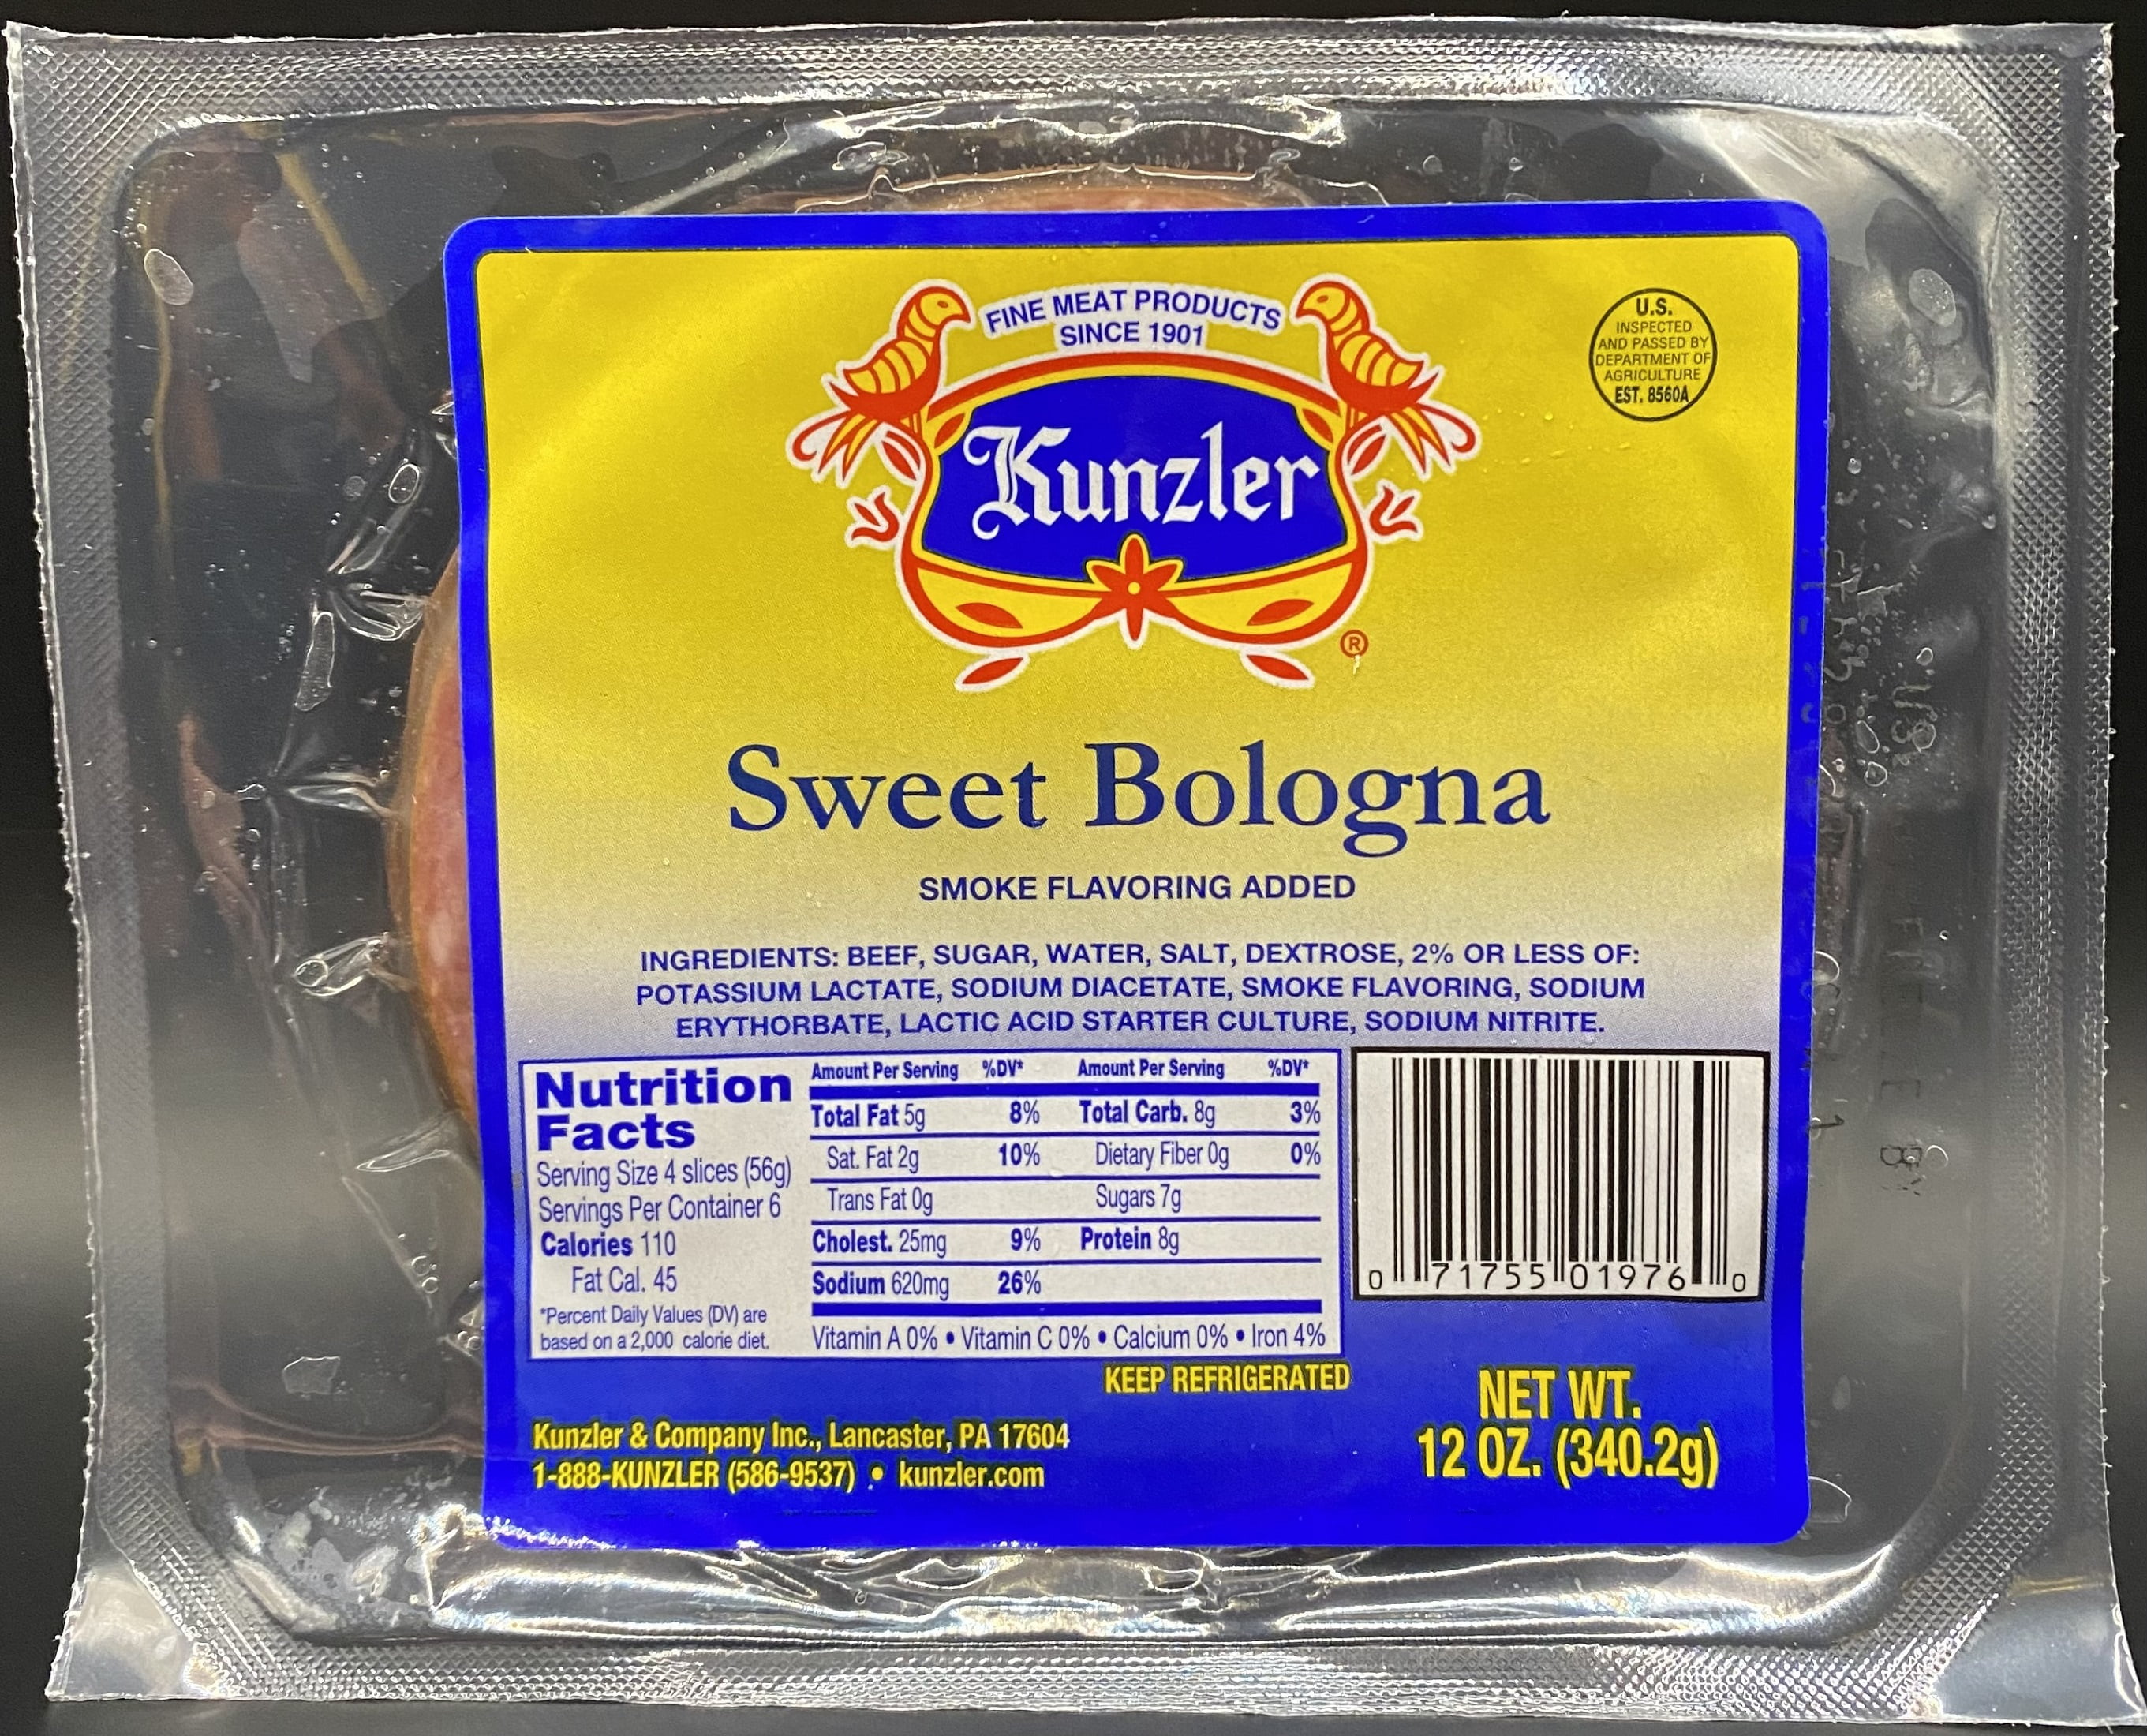 FINE MEAT PRODUCTS
SINCE 1901
Kunzler
®
U.S.
INSPECTED
AND PASSED BY
DEPARTMENT OF
AGRICULTURE
EST. 8560A
Sweet Bologna
SMOKE FLAVORING ADDED
INGREDIENTS: BEEF, SUGAR, WATER, SALT, DEXTROSE, 2% OR LESS OF:
POTASSIUM LACTATE, SODIUM DIACETATE, SMOKE FLAVORING, SODIUM
ERYTHORBATE, LACTIC ACID STARTER CULTURE, SODIUM NITRITE.
Nutrition
Facts
Serving Size 4 slices (56g)
Servings Per Container 6
Calories 110
Fat Cal. 45
*Percent Daily Values (DV) are
based on a 2,000 calorie diet.
Amount Per Serving %DV* Amount Per Serving %DV*
Total Fat 5g 8% Total Carb. 8g 3%
Sat. Fat 2g 10% Dietary Fiber 0g 0%
Trans Fat 0g Sugars 7g
Cholest. 25mg 9% Protein 8g
Sodium 620mg 26%
Vitamin A 0% • Vitamin C 0% • Calcium 0% • Iron 4%
0 71755 01976 0
KEEP REFRIGERATED
Kunzler & Company Inc., Lancaster, PA 17604
1-888-KUNZLER (586-9537) • kunzler.com
NET WT.
12 OZ. (340.2g)